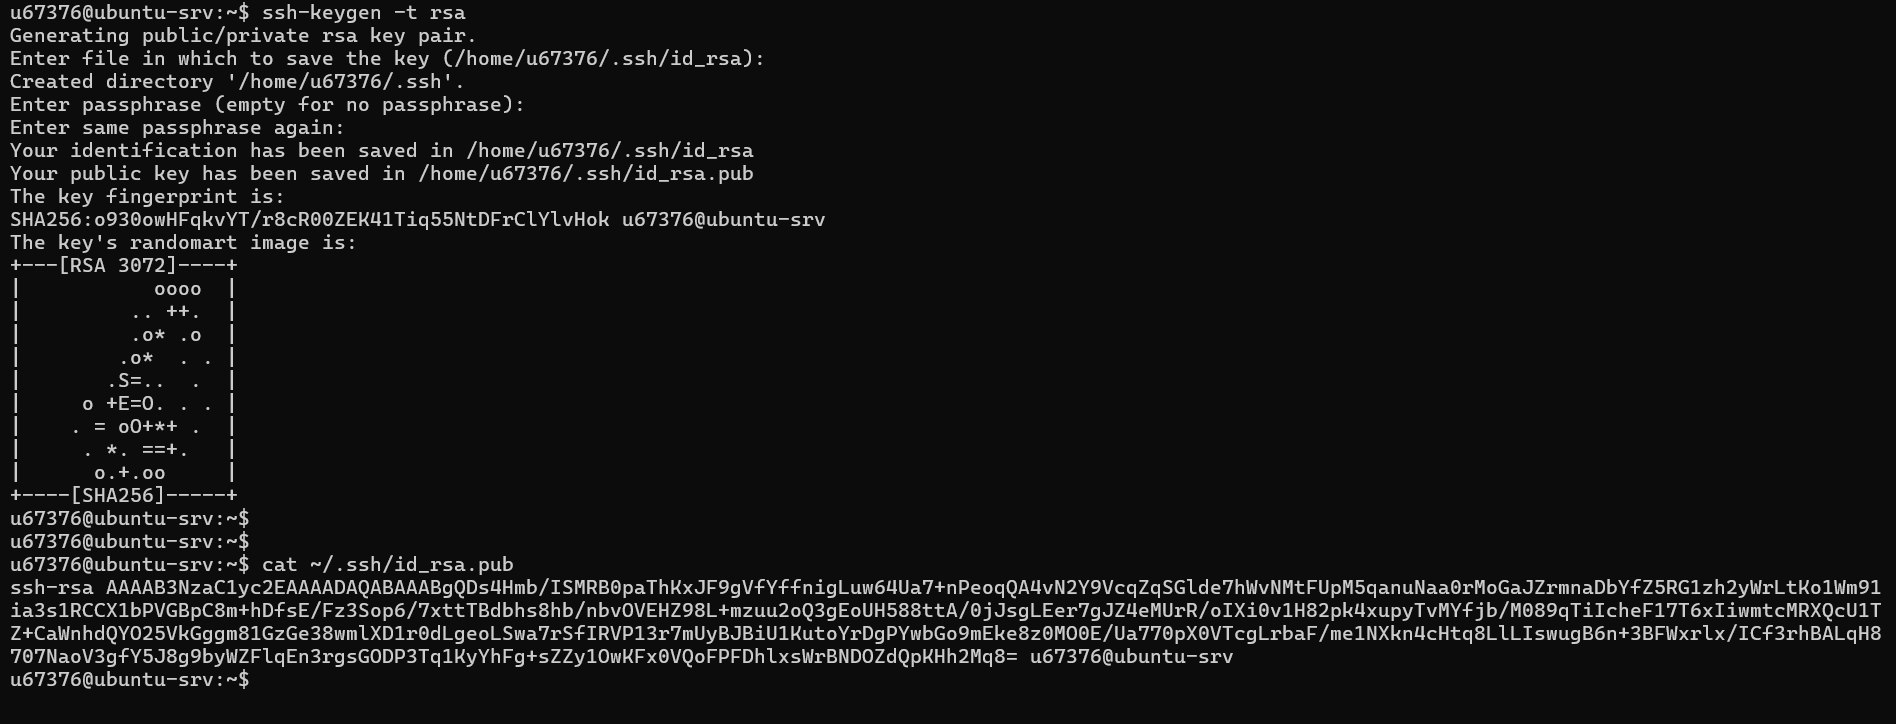 u67376@ubuntu-srv:~$ ssh-keygen -t rsa
Generating public/private rsa key pair.
Enter file in which to save the key (/home/u67376/.ssh/id_rsa):
Created directory '/home/u67376/.ssh'.
Enter passphrase (empty for no passphrase):
Enter same passphrase again:
Your identification has been saved in /home/u67376/.ssh/id_rsa
Your public key has been saved in /home/u67376/.ssh/id_rsa.pub
The key fingerprint is:
SHA256:o930owHFqkvYT/r8cR00ZEK41Tiq55NtDFrClYlvHok u67376@ubuntu-srv
The key's randomart image is:
+---[RSA 3072]----+
|           oooo  |
|         .. ++.  |
|         .o* .o  |
|        .o*  . . |
|       .S=..  .  |
|     o +E=O. . . |
|    . = oO+*+ .  |
|     . *. ==+.   |
|      o.+.oo     |
+----[SHA256]-----+
u67376@ubuntu-srv:~$
u67376@ubuntu-srv:~$
u67376@ubuntu-srv:~$ cat ~/.ssh/id_rsa.pub
ssh-rsa AAAAB3NzaC1yc2EAAAADAQABAAABgQDs4Hmb/ISMRB0paThKxJF9gVfYffnigLuw64Ua7+nPeoqQA4vN2Y9VcqZqSGlde7hWvNMtFUpM5qanuNaa0rMoGaJZrmnaDbYfZ5RG1zh2yWrLtKo1Wm91
ia3s1RCCX1bPVGBpC8m+hDfsE/Fz3Sop6/7xttTBdbhs8hb/nbvOVEHZ98L+mzuu2oQ3gEoUH588ttA/0jJsgLEer7gJZ4eMUrR/oIXi0v1H82pk4xupyTvMYfjb/M089qTiIcheF17T6xIiwmtcMRXQcU1T
Z+CaWnhdQYO25VkGggm81GzGe38wmlXD1r0dLgeoLSwa7rSfIRVP13r7mUyBJBiU1KutoYrDgPYwbGo9mEke8z0MO0E/Ua770pX0VTcgLrbaF/me1NXkn4cHtq8LlLIswugB6n+3BFWxrlx/ICf3rhBALqH8
707NaoV3gfY5J8g9byWZFlqEn3rgsGODP3Tq1KyYhFg+sZZy1OwKFx0VQoFPFDhlxsWrBNDOZdQpKHh2Mq8= u67376@ubuntu-srv
u67376@ubuntu-srv:~$